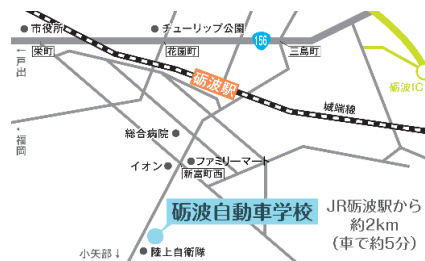 市役所
チューリップ公園
156
栄町
花園町
三島町
←戸出
砺波駅
砺波IC
城端線
←福岡
総合病院
イオン
ファミリーマート
新富町西
砺波自動車学校
JR砺波駅から
約2km
(車で約5分)
小矢部↓
陸上自衛隊